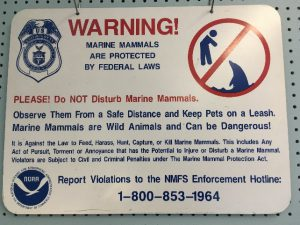 WARNING!
MARINE MAMMALS
ARE PROTECTED
BY FEDERAL LAWS
PLEASE! Do NOT Disturb Marine Mammals.
Observe Them From a Safe Distance and Keep Pets on a Leash.
Marine Mammals are Wild Animals and Can be Dangerous!
It is Against the Law to Feed, Harass, Hunt, Capture, or Kill Marine Mammals. This Includes Any
Act of Pursuit, Torment or Annoyance that has the Potential to Injure or Disturb a Marine Mammal.
Violators are Subject to Civil and Criminal Penalties under The Marine Mammal Protection Act.
NOAA
Report Violations to the NMFS Enforcement Hotline:
1-800-853-1964